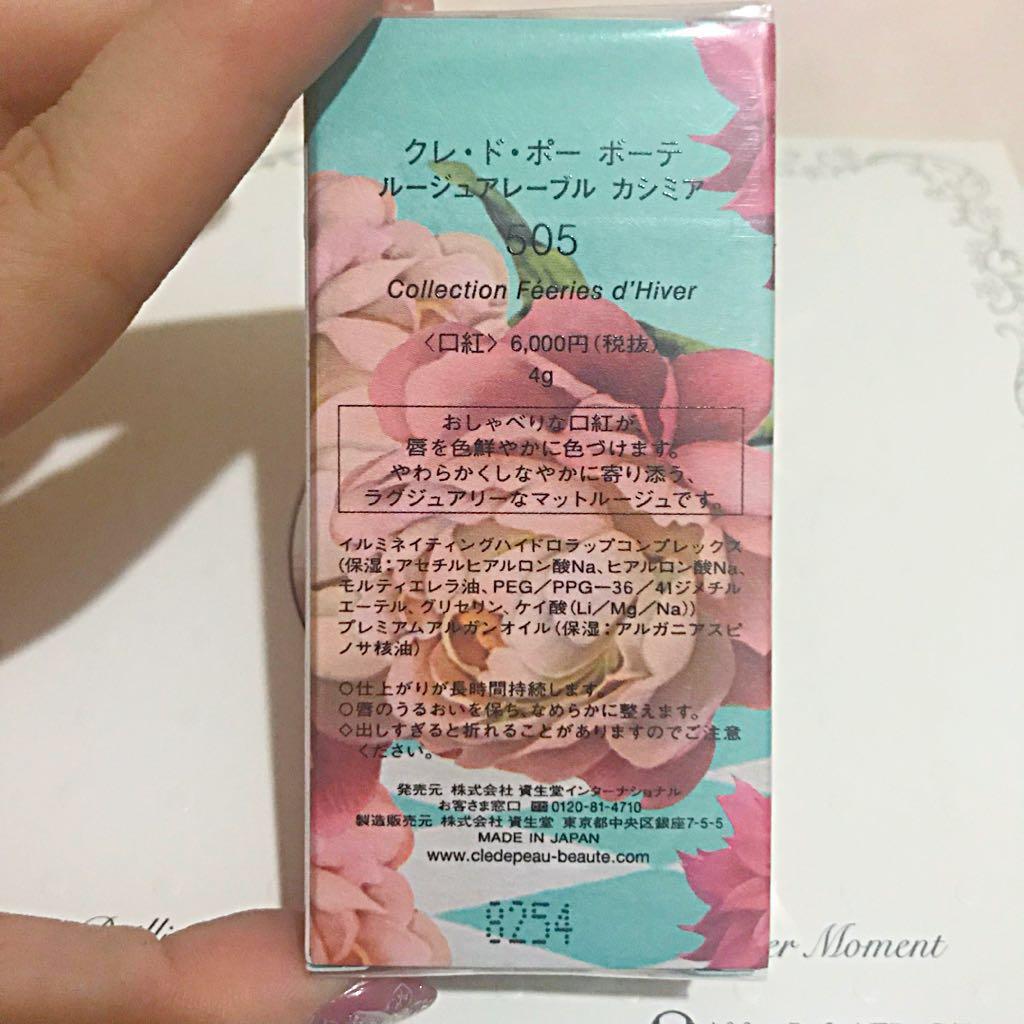 クレ・ド・ポー ボーテ
ルージュアレーブル カシミア
505
Collection Féeries d'Hiver
〈口紅〉 6,000円(税抜)
4g
おしゃべりな口紅が、
唇を色鮮やかに色づけます。
やわらかくしなやかに寄り添う、
ラグジュアリーなマットルージュです。
イルミネイティングハイドロラップコンプレックス
(保湿：アセチルヒアルロン酸Na、ヒアルロン酸Na、
モルティエレラ油、PEG／PPG－36／41ジメチル
エーテル、グリセリン、ケイ酸(Li／Mg／Na))
プレミアムアルガンオイル(保湿：アルガニアスピ
ノサ核油)
○仕上がりが長時間持続します。
○唇のうるおいを保ち、なめらかに整えます。
◇出しすぎると折れることがありますのでご注意
ください。
発売元 株式会社 資生堂インターナショナル
お客さま窓口 0120-81-4710
製造販売元 株式会社 資生堂 東京都中央区銀座7-5-5
MADE IN JAPAN
www.cledepeau-beaute.com
8254
Moment